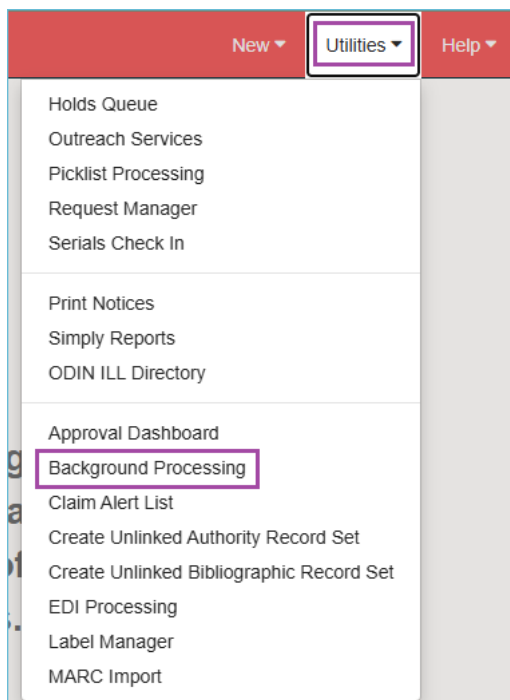 New Utilities Help
Holds Queue
Outreach Services
Picklist Processing
Request Manager
Serials Check In
Print Notices
Simply Reports
ODIN ILL Directory
Approval Dashboard
Background Processing
Claim Alert List
Create Unlinked Authority Record Set
Create Unlinked Bibliographic Record Set
EDI Processing
Label Manager
MARC Import